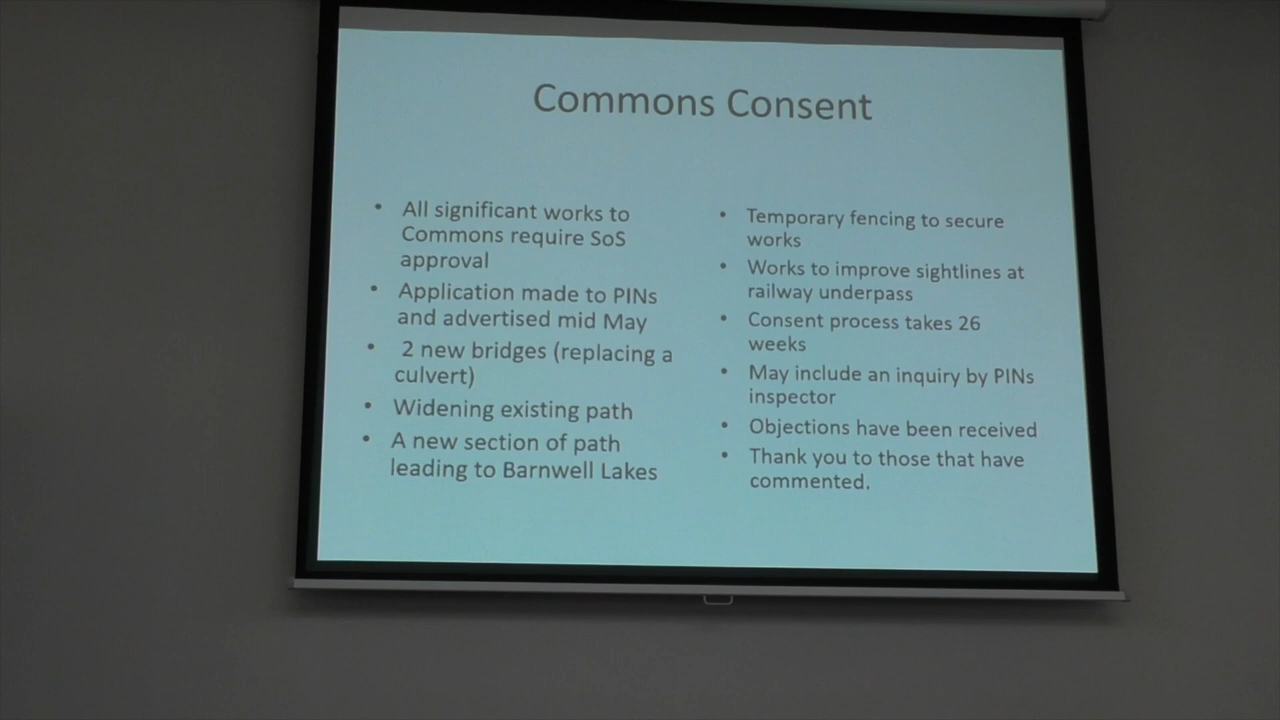 Commons Consent
• All significant works to
Commons require SoS
approval
• Application made to PINs
and advertised mid May
• 2 new bridges (replacing a
culvert)
• Widening existing path
• A new section of path
leading to Barnwell Lakes
• Temporary fencing to secure
works
• Works to improve sightlines at
railway underpass
• Consent process takes 26
weeks
• May include an inquiry by PINs
inspector
• Objections have been received
• Thank you to those that have
commented.